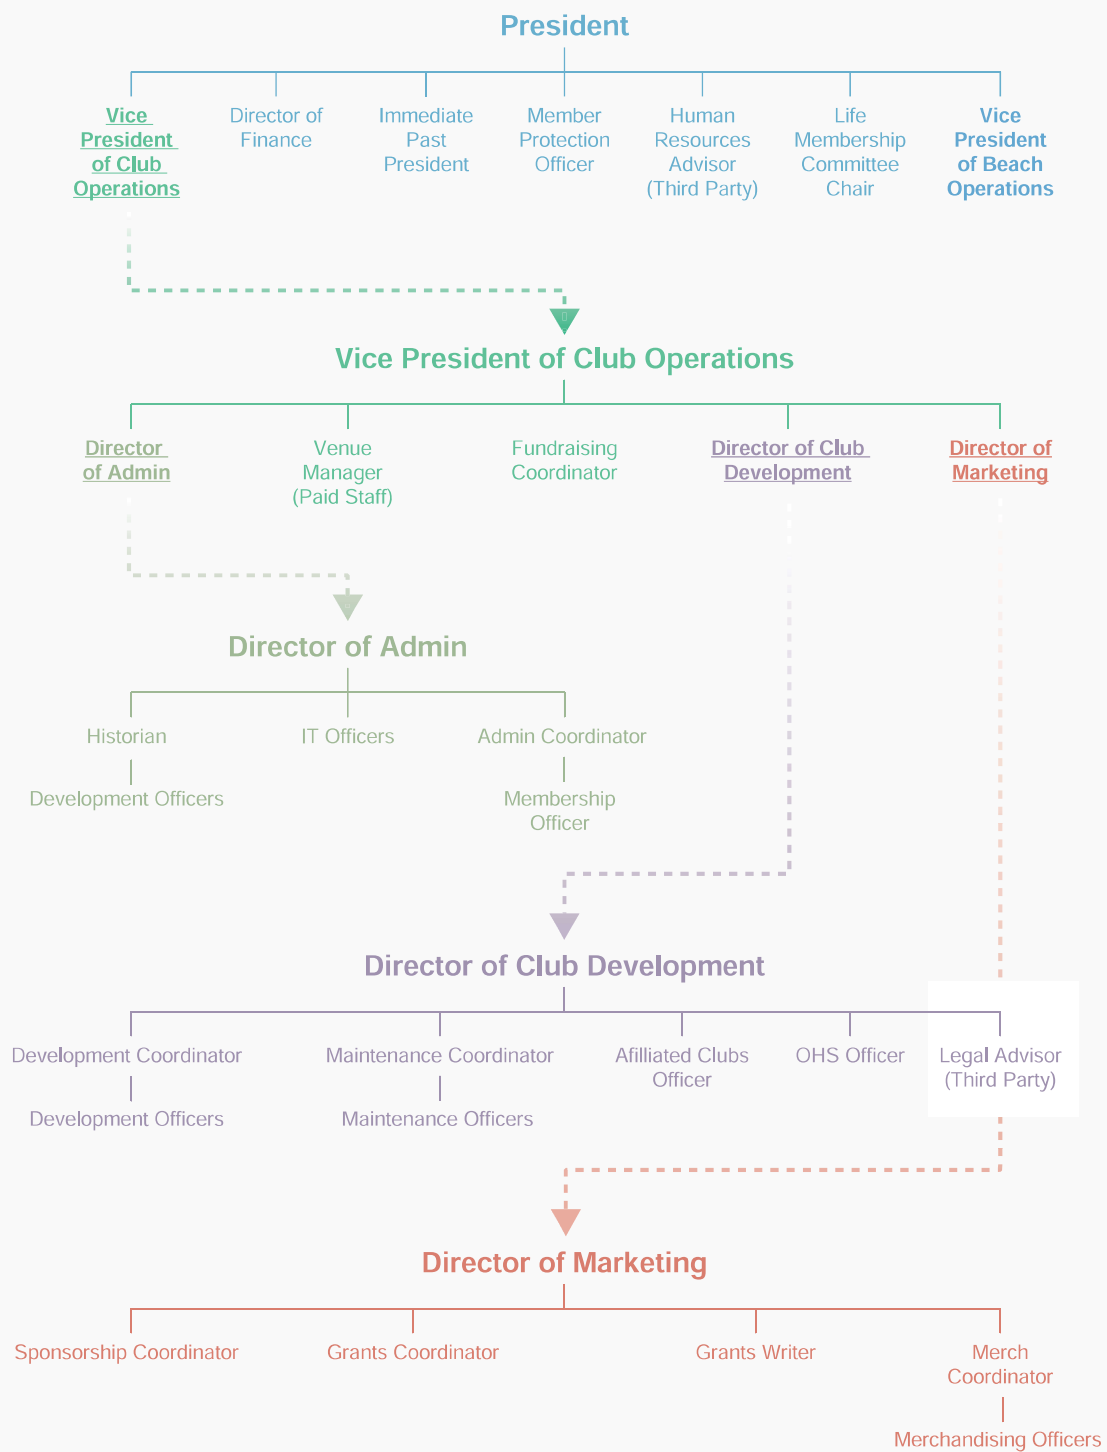 President
Vice
President
of Club
Operations
Director of
Finance
Immediate
Past
President
Member
Protection
Officer
Human
Resources
Advisor
(Third Party)
Life
Membership
Committee
Chair
Vice
President
of Beach
Operations
Vice President of Club Operations
Director
of Admin
Venue
Manager
(Paid Staff)
Fundraising
Coordinator
Director of Club
Development
Director of
Marketing
Director of Admin
Historian
IT Officers
Admin Coordinator
Development Officers
Membership
Officer
Director of Club Development
Development Coordinator
Maintenance Coordinator
Afilliated Clubs
Officer
OHS Officer
Legal Advisor
(Third Party)
Development Officers
Maintenance Officers
Director of Marketing
Sponsorship Coordinator
Grants Coordinator
Grants Writer
Merch
Coordinator
Merchandising Officers